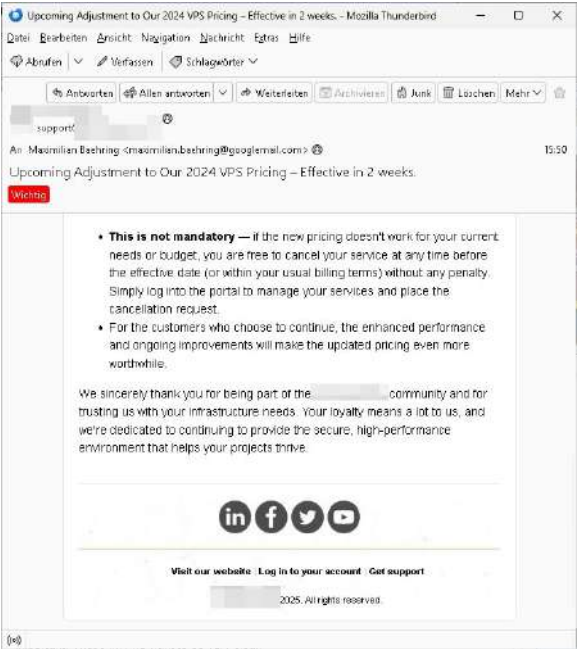 Upcoming Adjustment to Our 2024 VPS Pricing – Effective in 2 weeks. - Mozilla Thunderbird
Datei Bearbeiten Ansicht Navigation Nachricht Extras Hilfe
Abrufen Verfassen Schlagwörter
Antworten Allen antworten Weiterleiten Archivieren Junk Löschen Mehr
support
An Maximilian Baehring <maximilian.baehring@googlemail.com> 15:50
Upcoming Adjustment to Our 2024 VPS Pricing – Effective in 2 weeks.
Wichtig
• This is not mandatory — if the new pricing doesn't work for your current
needs or budget, you are free to cancel your service at any time before
the effective date (or within your usual billing terms) without any penalty.
Simply log into the portal to manage your services and place the
cancellation request.
• For the customers who choose to continue, the enhanced performance
and ongoing improvements will make the updated pricing even more
worthwhile.
We sincerely thank you for being part of the community and for
trusting us with your infrastructure needs. Your loyalty means a lot to us, and
we're dedicated to continuing to provide the secure, high-performance
environment that helps your projects thrive.
in f
Visit our website | Log in to your account | Get support
2025. All rights reserved.